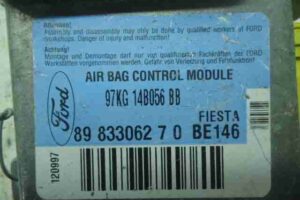 Attention!
Assembly and disassembly may only be done by qualified workers of FORD
workshops. Danger of injury and malfunction!
Achtung!
Montage und Demontage darf nur von qualifizierten Fachkräften der FORD
Werkstätten vorgenommen werden. Gefahr von Verletzung und Fehlfunktion!
AIR BAG CONTROL MODULE
97KG 14B056 BB
Ford
FIESTA
89 833062 7 0 BE146
120997